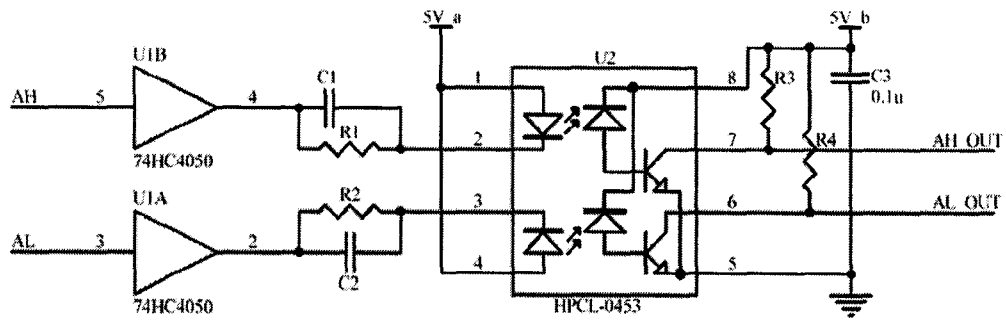 5V_a
5V_b
U1B
C1
U2
1
8
R3
C3
0.1u
AH
5
4
R1
2
7
R4
AH_OUT
74HC4050
U1A
R2
3
6
AL_OUT
AL
3
2
4
5
C2
74HC4050
HPCL-0453